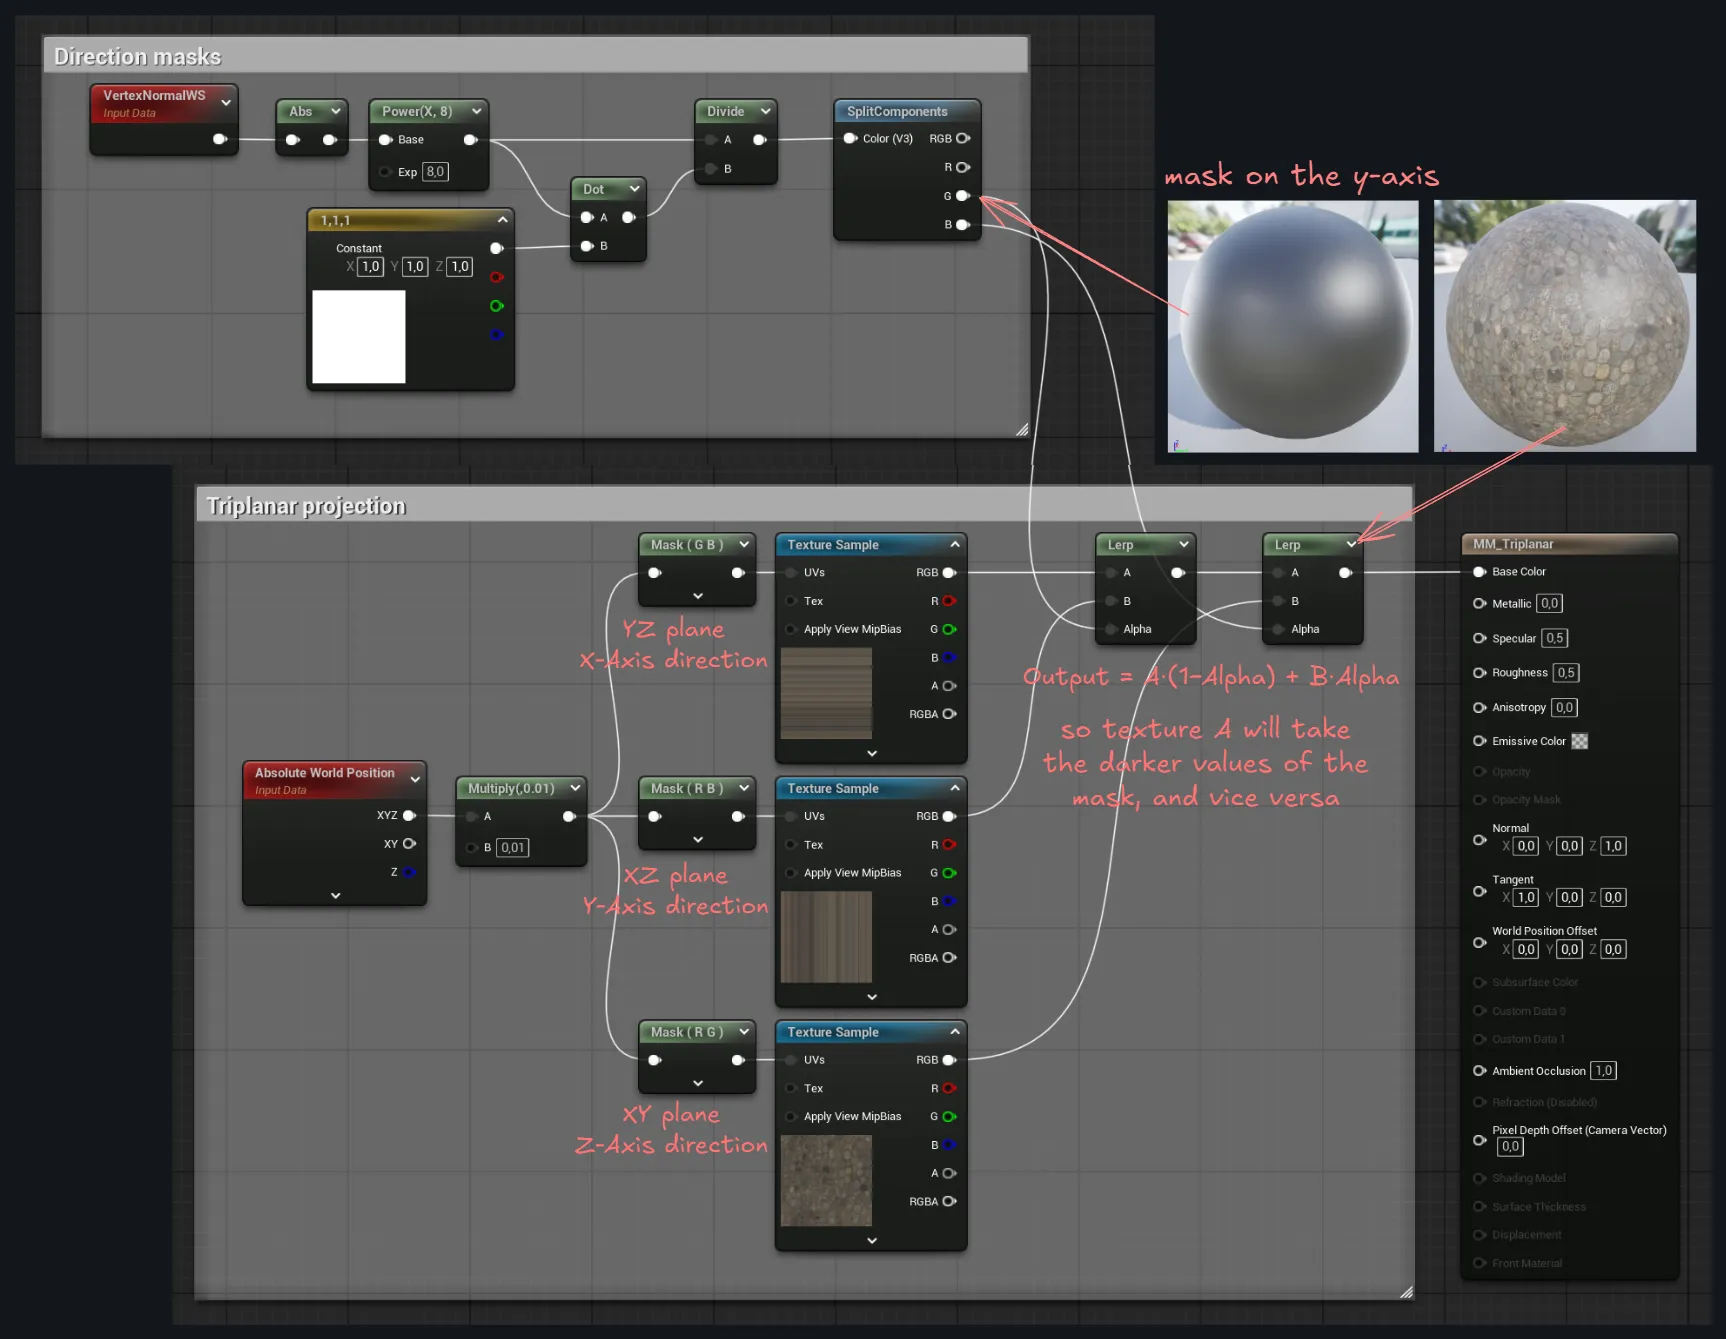 Direction masks
VertexNormalWS
Input Data
Abs
Power(X, 8)
Base
Exp 8,0
1,1,1
Constant
X 1,0 Y 1,0 Z 1,0
Dot
A
B
Divide
A
B
SplitComponents
Color (V3) RGB
R
G
B
mask on the y-axis
Triplanar projection
Absolute World Position
Input Data
XYZ
XY
Z
Multiply(,0.01)
A
B 0,01
Mask ( G B )
YZ plane
X-Axis direction
Texture Sample
UVs RGB
Tex R
Apply View MipBias G
B
A
RGBA
Mask ( R B )
XZ plane
Y-Axis direction
Texture Sample
UVs RGB
Tex R
Apply View MipBias G
B
A
RGBA
Mask ( R G )
XY plane
Z-Axis direction
Texture Sample
UVs RGB
Tex R
Apply View MipBias G
B
A
RGBA
Lerp
A
B
Alpha
Lerp
A
B
Alpha
Output = A·(1-Alpha) + B·Alpha
so texture A will take
the darker values of the
mask, and vice versa
MM_Triplanar
Base Color
Metallic 0,0
Specular 0,5
Roughness 0,5
Anisotropy 0,0
Emissive Color
Opacity
Opacity Mask
Normal
X 0,0 Y 0,0 Z 1,0
Tangent
X 1,0 Y 0,0 Z 0,0
World Position Offset
X 0,0 Y 0,0 Z 0,0
Subsurface Color
Custom Data 0
Custom Data 1
Ambient Occlusion 1,0
Refraction (Disabled)
Pixel Depth Offset (Camera Vector)
0,0
Shading Model
Surface Thickness
Displacement
Front Material